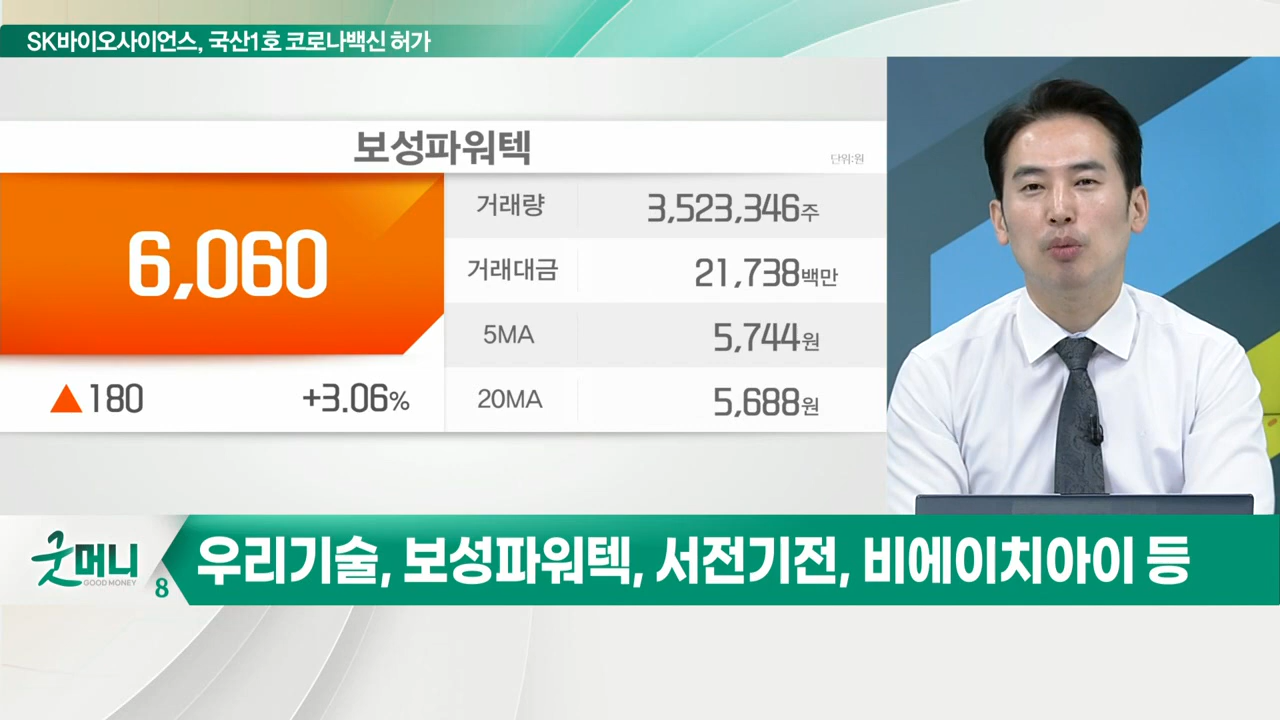 SK바이오사이언스, 국산1호 코로나백신 허가
보성파워텍
단위:원
6,060
▲180 +3.06%
거래량 3,523,346주
거래대금 21,738백만
5MA 5,744원
20MA 5,688원
굿머니
GOOD MONEY
8
우리기술, 보성파워텍, 서전기전, 비에이치아이 등